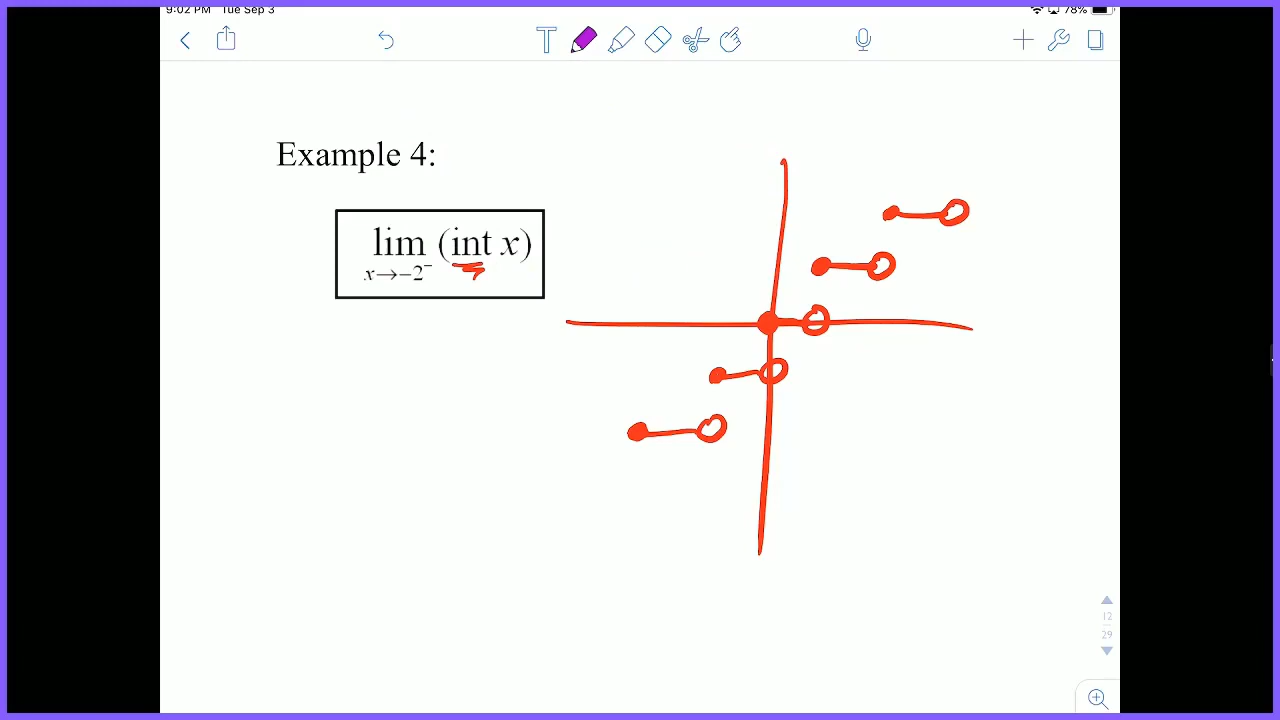 9:02 PM Tue Sep 3
78%
T
Example 4:
lim (int x)
x→−2⁻
12
29